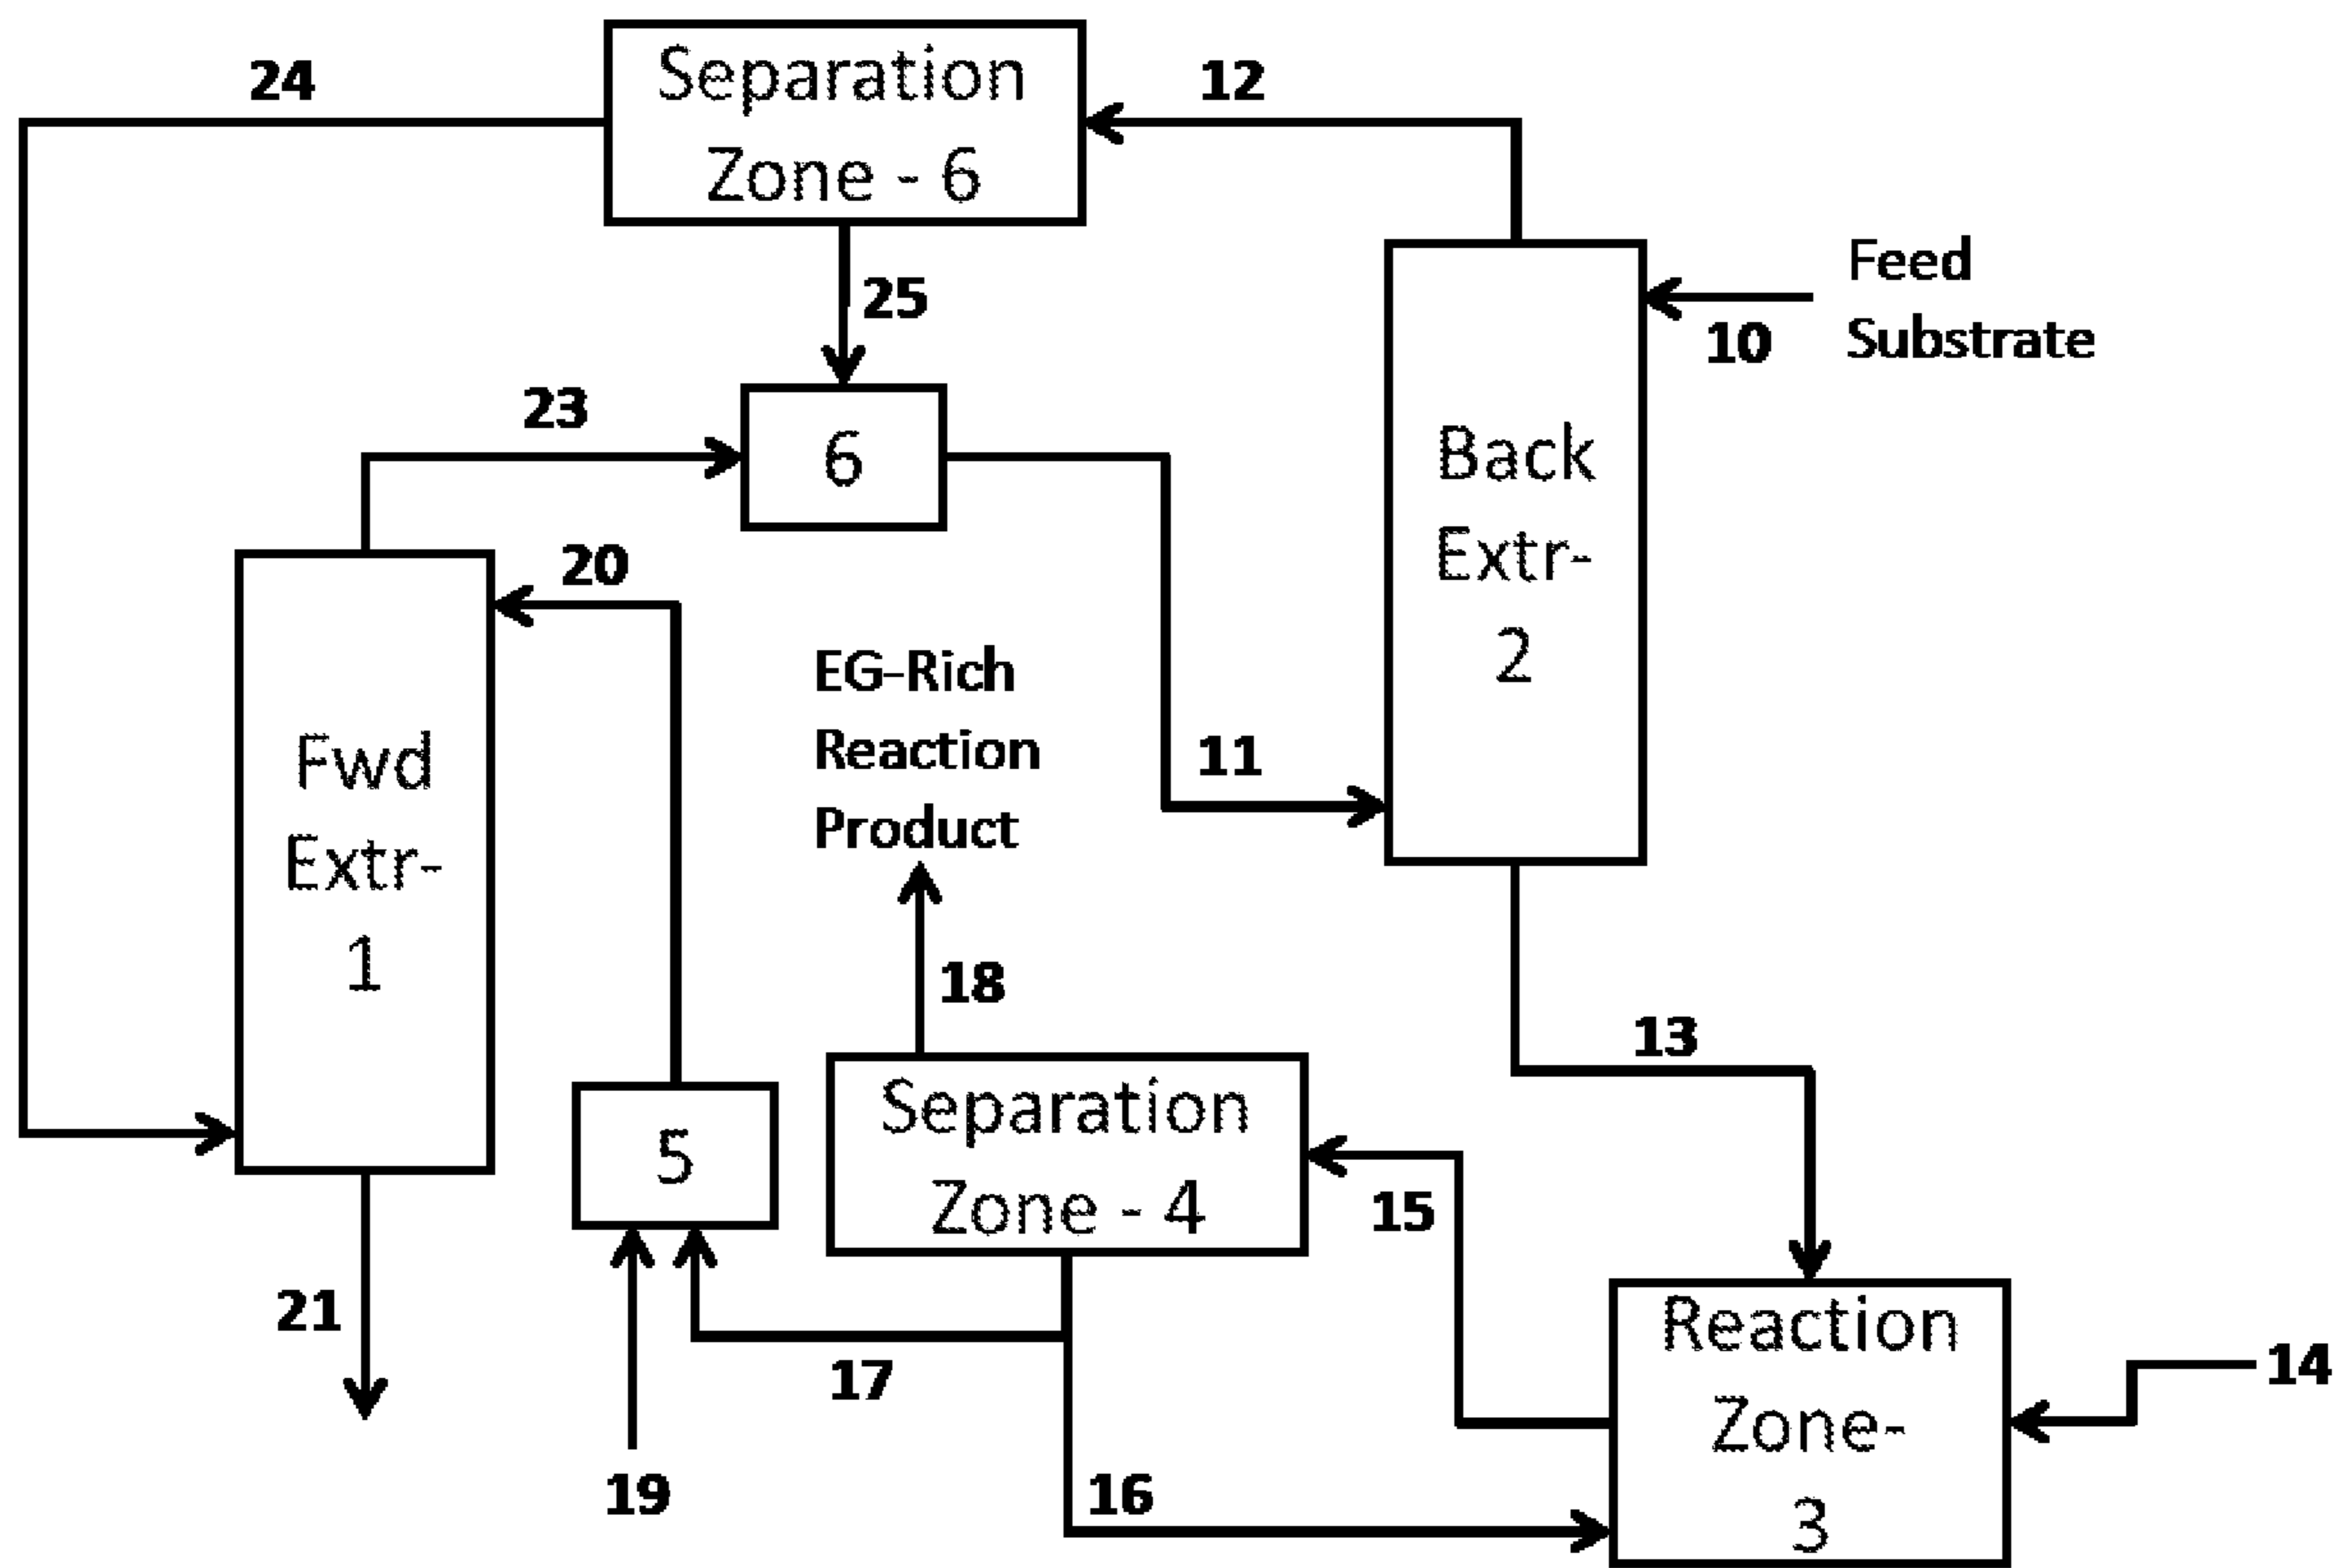 24
Separation
Zone - 6
12
25
Feed
Substrate
10
23
6
Back
Extr-
2
20
EG-Rich
Reaction
Product
11
Fwd
Extr-
1
18
13
5
Separation
Zone - 4
15
21
17
Reaction
Zone-
3
14
19
16